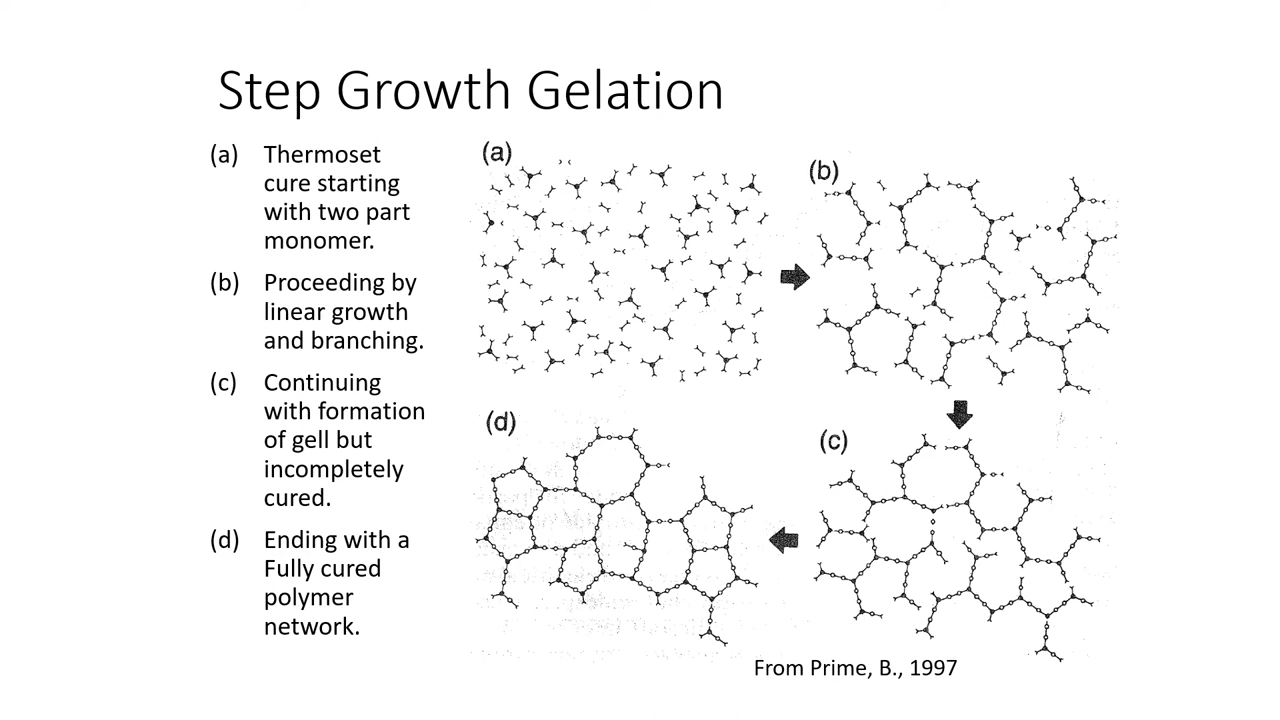 Step Growth Gelation
(a) Thermoset
cure starting
with two part
monomer.
(b) Proceeding by
linear growth
and branching.
(c) Continuing
with formation
of gell but
incompletely
cured.
(d) Ending with a
Fully cured
polymer
network.
(a)
(b)
(d)
(c)
From Prime, B., 1997